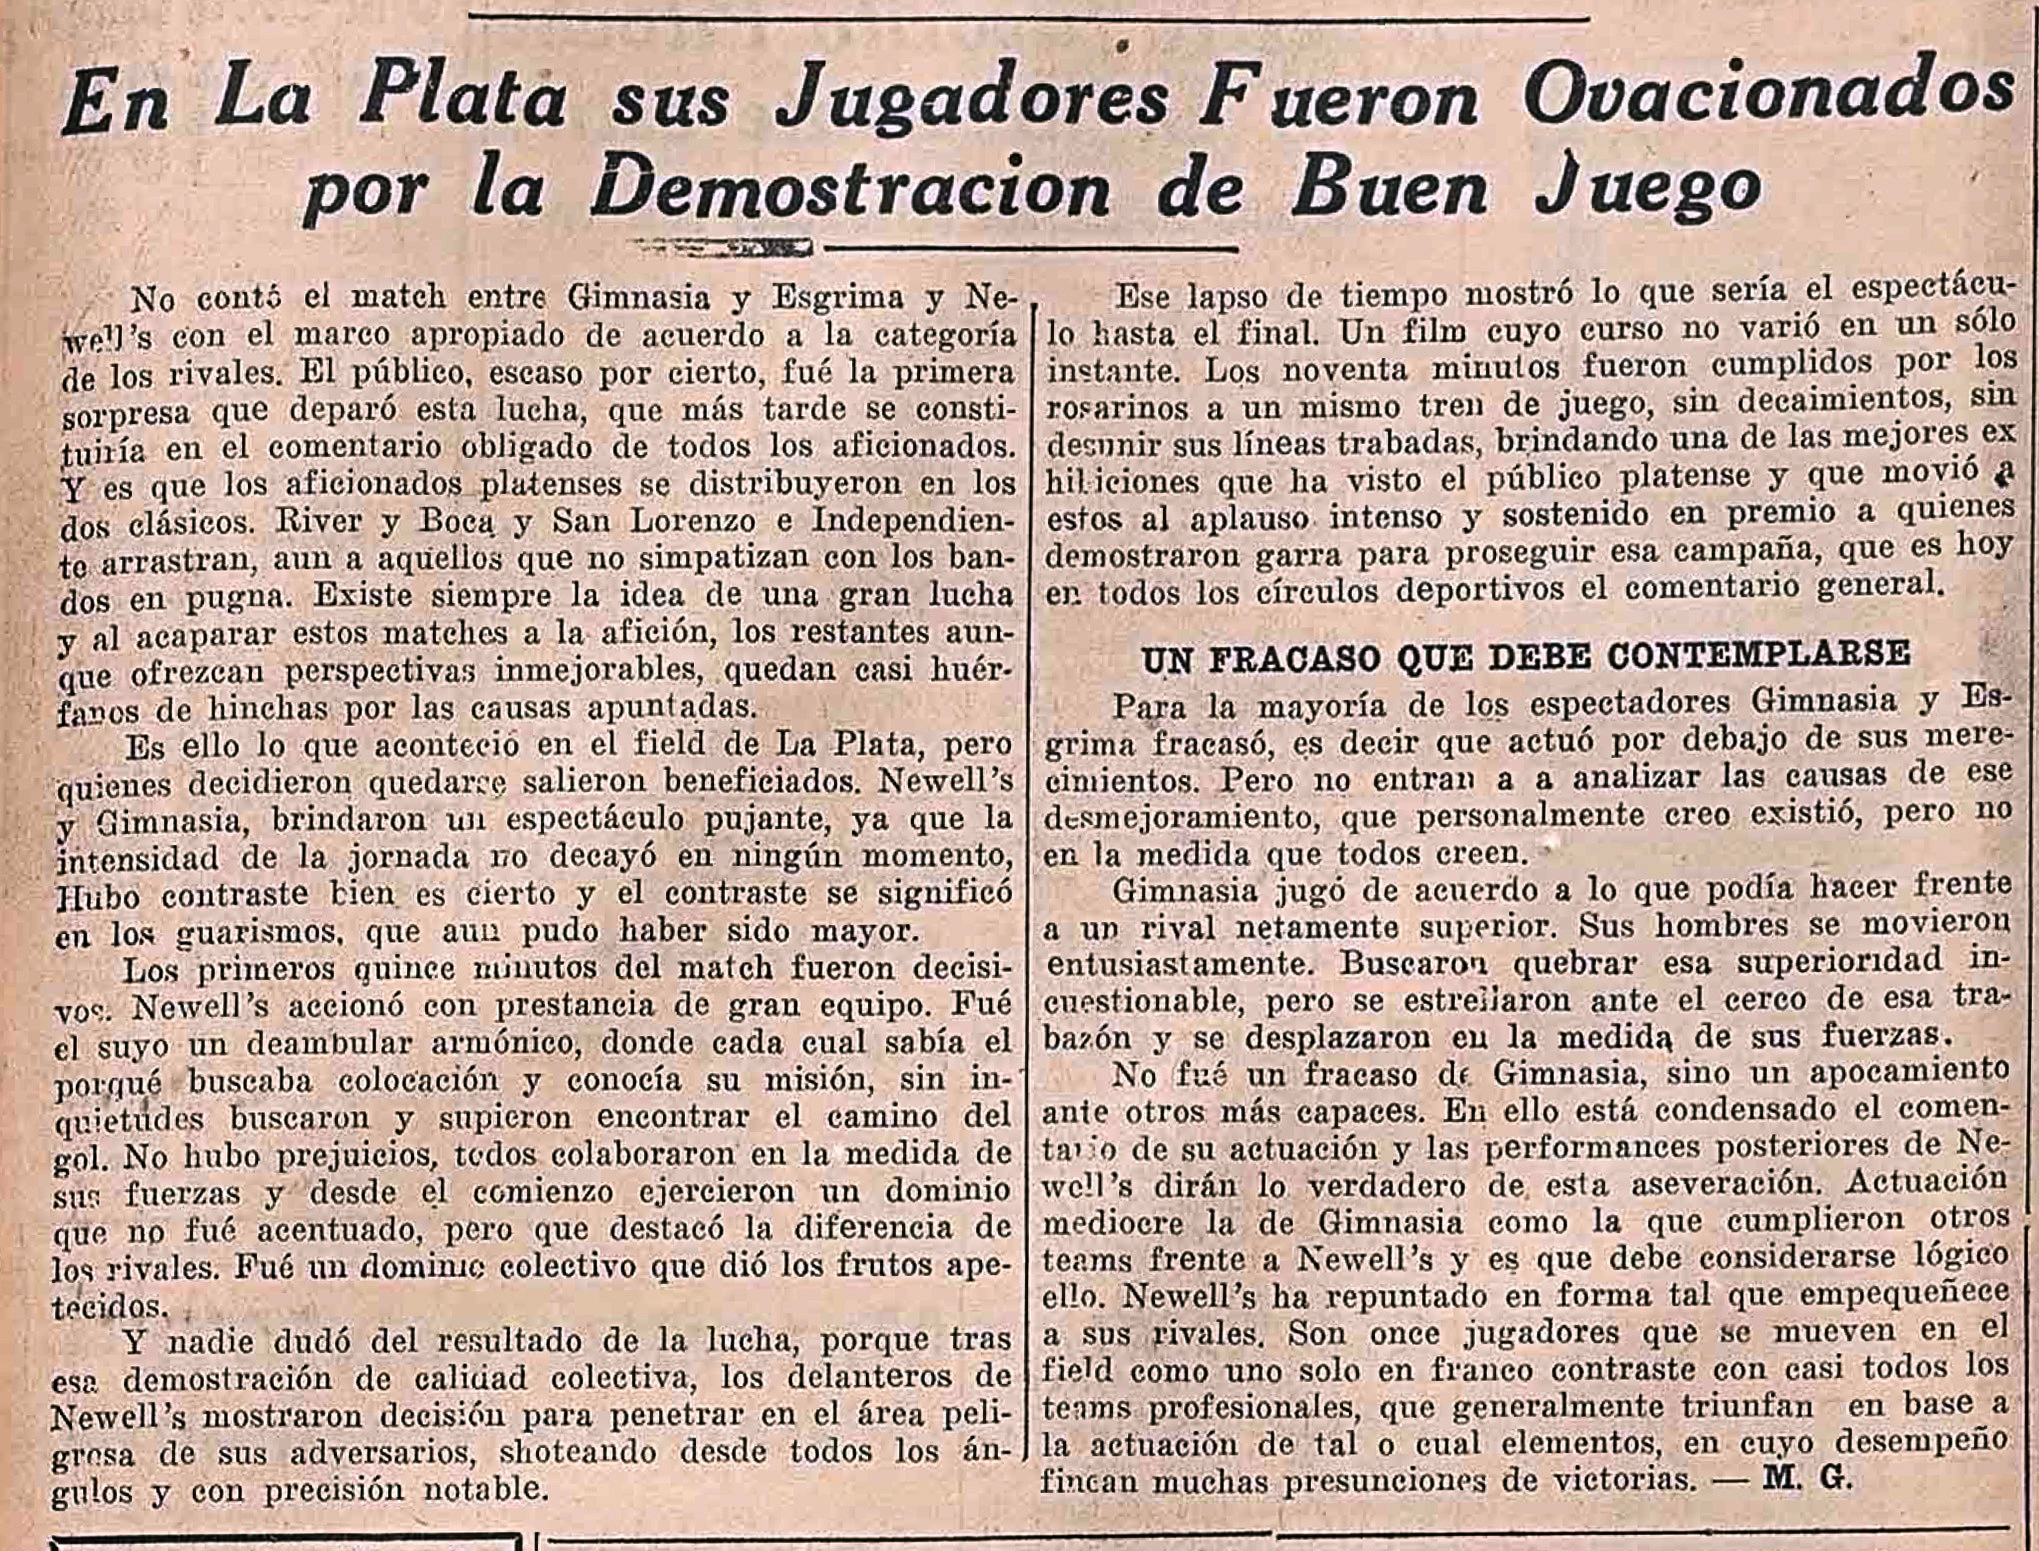 En La Plata sus Jugadores Fueron Ovacionados
por la Demostracion de Buen Juego
No contó el match entre Gimnasia y Esgrima y Ne-
well's con el marco apropiado de acuerdo a la categoría
de los rivales. El público, escaso por cierto, fué la primera
sorpresa que deparó esta lucha, que más tarde se consti-
tuiría en el comentario obligado de todos los aficionados.
Y es que los aficionados platenses se distribuyeron en los
dos clásicos. River y Boca y San Lorenzo e Independien-
te arrastran, aun a aquellos que no simpatizan con los ban-
dos en pugna. Existe siempre la idea de una gran lucha
y al acaparar estos matches a la afición, los restantes aun-
que ofrezcan perspectivas inmejorables, quedan casi huér-
fanos de hinchas por las causas apuntadas.
Es ello lo que aconteció en el field de La Plata, pero
quienes decidieron quedarse salieron beneficiados. Newell's
y Gimnasia, brindaron un espectáculo pujante, ya que la
intensidad de la jornada no decayó en ningún momento,
Hubo contraste bien es cierto y el contraste se significó
en los guarismos, que aun pudo haber sido mayor.
Los primeros quince minutos del match fueron decisi-
vos. Newell's accionó con prestancia de gran equipo. Fué
el suyo un deambular armónico, donde cada cual sabía el
porqué buscaba colocación y conocía su misión, sin in-
quietudes buscaron y supieron encontrar el camino del
gol. No hubo prejuicios, todos colaboraron en la medida de
sus fuerzas y desde el comienzo ejercieron un dominio
que no fué acentuado, pero que destacó la diferencia de
los rivales. Fué un dominio colectivo que dió los frutos ape-
tecidos.
Y nadie dudó del resultado de la lucha, porque tras
esa demostración de calidad colectiva, los delanteros de
Newell's mostraron decisión para penetrar en el área peli-
grosa de sus adversarios, shoteando desde todos los án-
gulos y con precisión notable.
Ese lapso de tiempo mostró lo que sería el espectácu-
lo hasta el final. Un film cuyo curso no varió en un sólo
instante. Los noventa minutos fueron cumplidos por los
rosarinos a un mismo tren de juego, sin decaimientos, sin
desunir sus líneas trabadas, brindando una de las mejores ex
hibiciones que ha visto el público platense y que movió a
estos al aplauso intenso y sostenido en premio a quienes
demostraron garra para proseguir esa campaña, que es hoy
en todos los círculos deportivos el comentario general.
UN FRACASO QUE DEBE CONTEMPLARSE
Para la mayoría de los espectadores Gimnasia y Es-
grima fracasó, es decir que actuó por debajo de sus mere-
cimientos. Pero no entran a a analizar las causas de ese
desmejoramiento, que personalmente creo existió, pero no
en la medida que todos creen.
Gimnasia jugó de acuerdo a lo que podía hacer frente
a un rival netamente superior. Sus hombres se movieron
entusiastamente. Buscaron quebrar esa superioridad in-
cuestionable, pero se estrellaron ante el cerco de esa tra-
bazón y se desplazaron en la medida de sus fuerzas.
No fué un fracaso de Gimnasia, sino un apocamiento
ante otros más capaces. En ello está condensado el comen-
tario de su actuación y las performances posteriores de Ne-
well's dirán lo verdadero de esta aseveración. Actuación
mediocre la de Gimnasia como la que cumplieron otros
teams frente a Newell's y es que debe considerarse lógico
ello. Newell's ha repuntado en forma tal que empequeñece
a sus rivales. Son once jugadores que se mueven en el
field como uno solo en franco contraste con casi todos los
teams profesionales, que generalmente triunfan en base a
la actuación de tal o cual elementos, en cuyo desempeño
fincan muchas presunciones de victorias. — M. G.